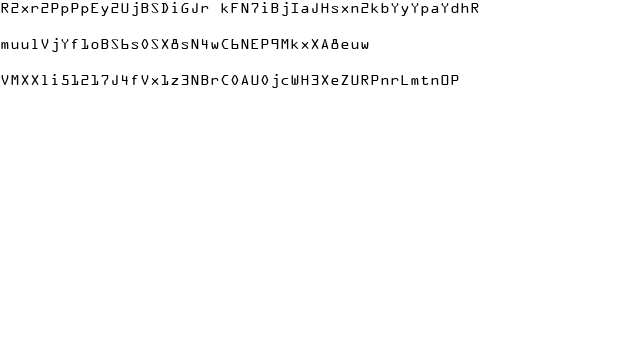 R2xr2PpPpEy2UjBSDiGJr kFN7iBjIaJHsxn2kbYyYpaYdhR
muulVjYf1oBS6s0SX8sN4wC6NEP9MkxXA8euw
VMXXli51217J4fVx1z3NBrC0AU0jcWH3XeZURPnrLmtnOP